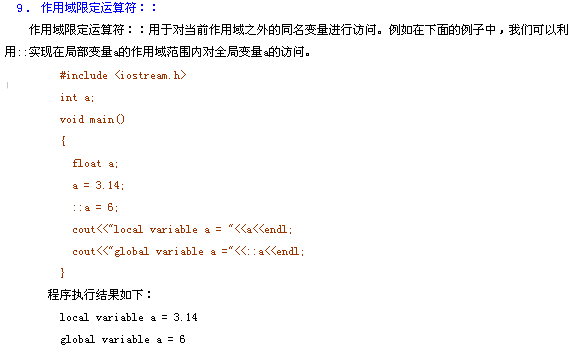 9. 作用域限定运算符::
作用域限定运算符::用于对当前作用域之外的同名变量进行访问。例如在下面的例子中，我们可以利
用::实现在局部变量a的作用域范围内对全局变量a的访问。
#include <iostream.h>
int a;
void main()
{
float a;
a = 3.14;
::a = 6;
cout<<"local variable a = "<<a<<endl;
cout<<"global variable a ="<<::a<<endl;
}
程序执行结果如下：
local variable a = 3.14
global variable a = 6